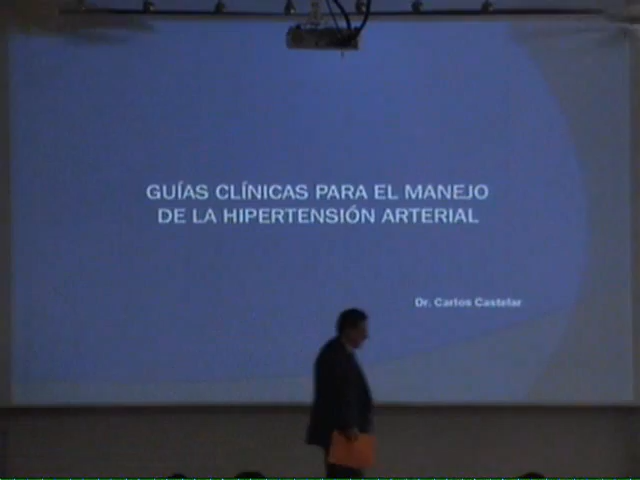 GUÍAS CLÍNICAS PARA EL MANEJO
DE LA HIPERTENSIÓN ARTERIAL
Dr. Carlos Castelar